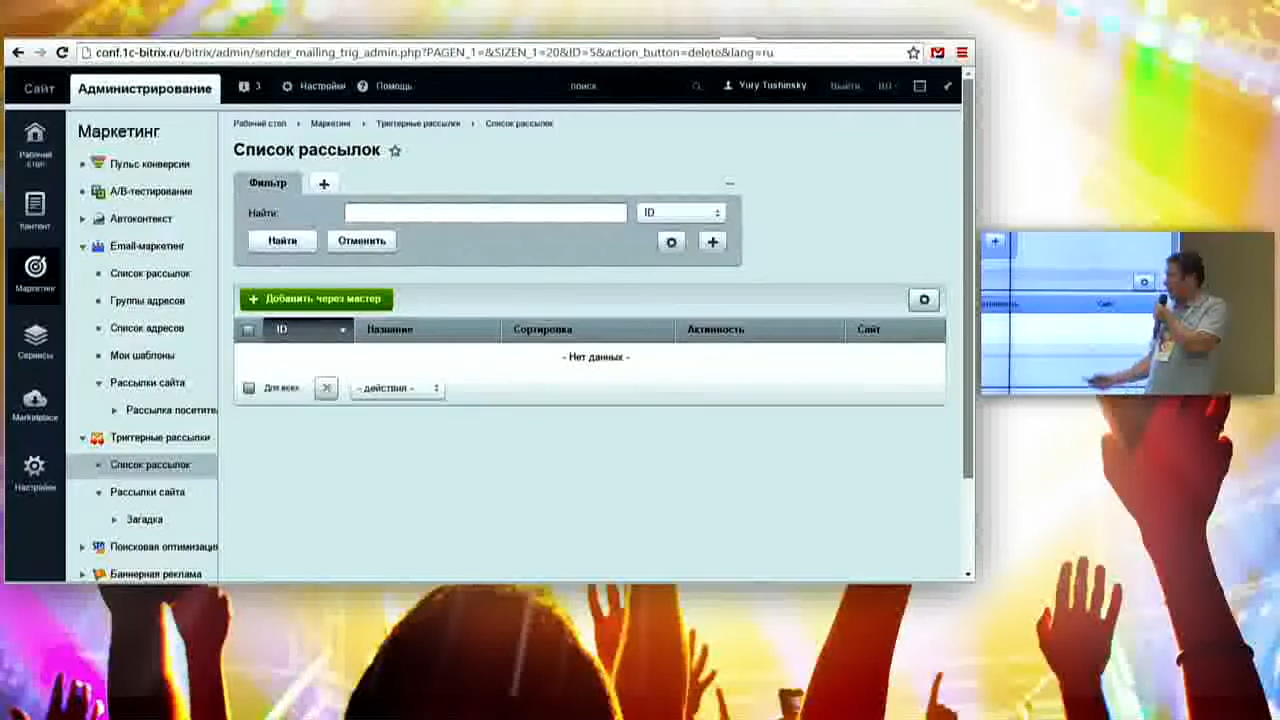 conf.1c-bitrix.ru/bitrix/admin/sender_mailing_trig_admin.php?PAGEN_1=&SIZEN_1=20&ID=5&action_button=delete&lang=ru
Сайт
Администрирование
3
Настройки
Помощь
поиск
Yury Tushinsky
Выйти
Рабочий стол
Контент
Маркетинг
Сервисы
Marketplace
Настройки
Маркетинг
Пульс конверсии
A/B-тестирование
Автоконтекст
Email-маркетинг
Список рассылок
Группы адресов
Список адресов
Мои шаблоны
Рассылки сайта
Рассылка посетите
Триггерные рассылки
Список рассылок
Рассылки сайта
Загадка
Поисковая оптимизаци
Баннерная реклама
Рабочий стол
Маркетинг
Триггерные рассылки
Список рассылок
Список рассылок
Фильтр
Найти:
ID
Найти
Отменить
Добавить через мастер
ID
Название
Сортировка
Активность
Сайт
- Нет данных -
Для всех
- действия -
Сайт